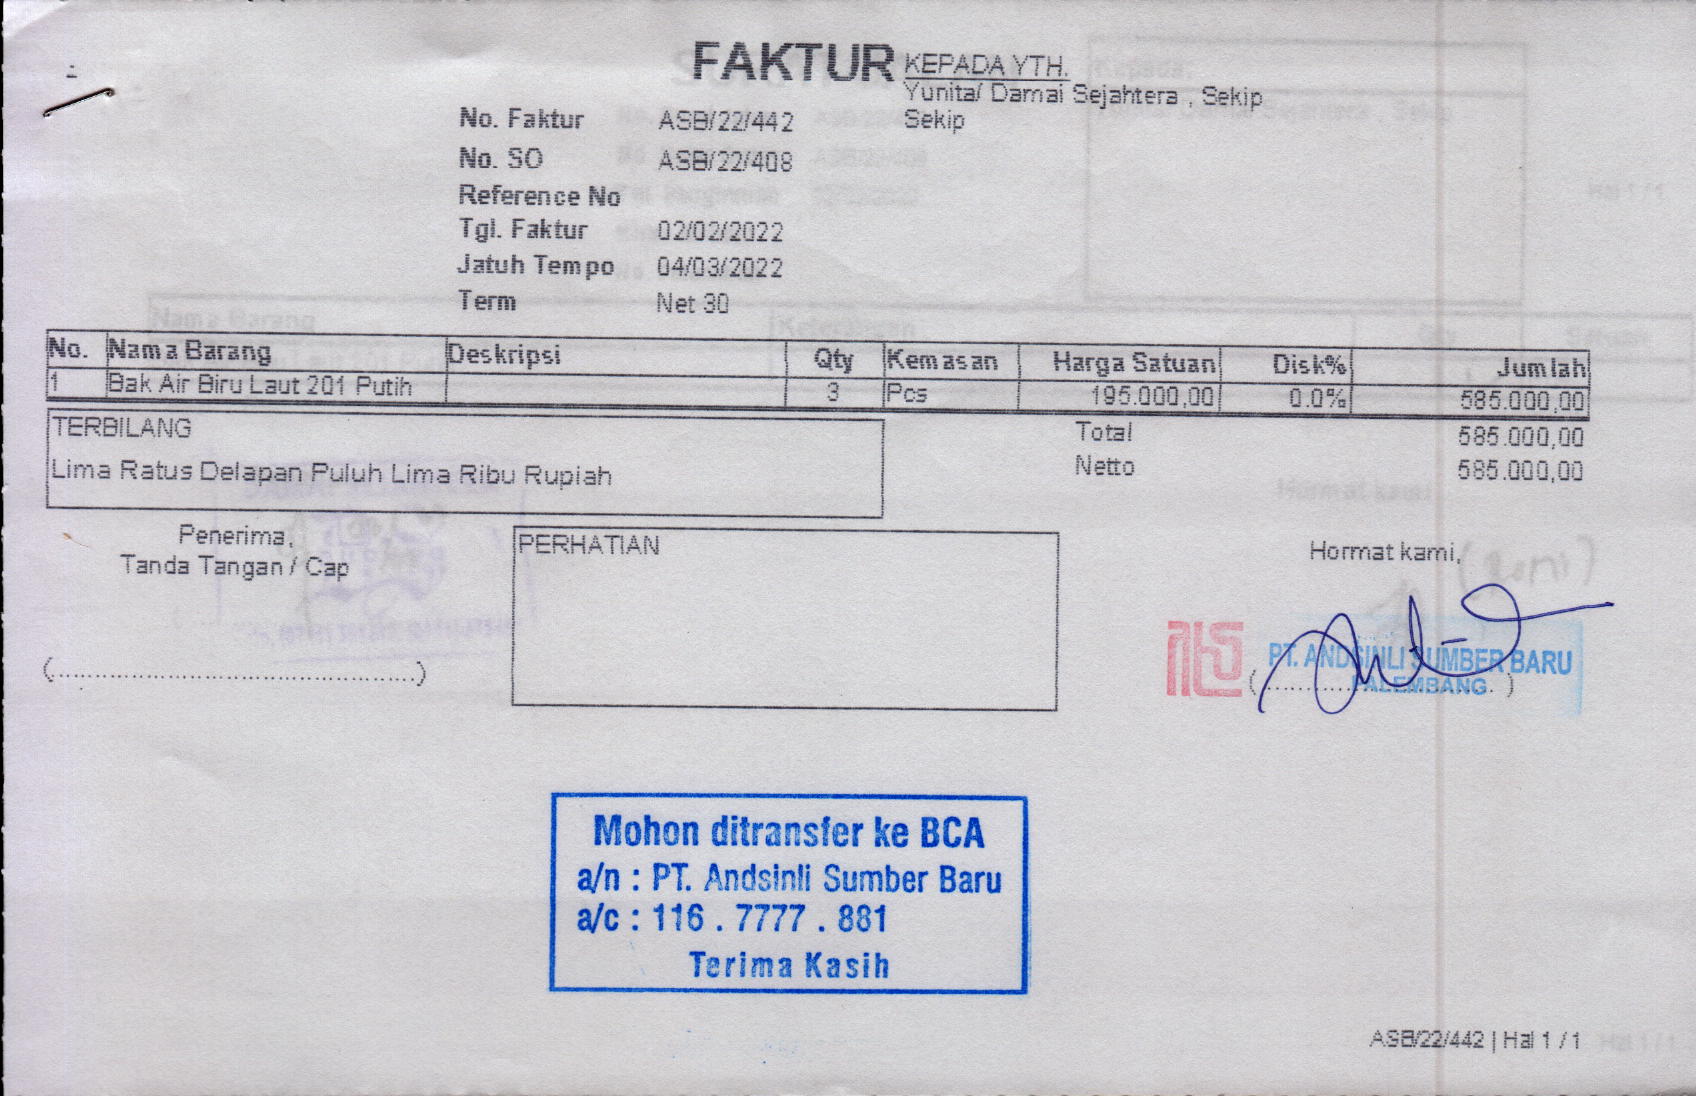 FAKTUR
KEPADA YTH.
Yunita/ Damai Sejahtera , Sekip
Sekip
No. Faktur ASB/22/442
No. SO ASB/22/408
Reference No
Tgl. Faktur 02/02/2022
Jatuh Tempo 04/03/2022
Term Net 30
No. Nama Barang Deskripsi Qty Kemasan Harga Satuan Disk% Jumlah
1 Bak Air Biru Laut 201 Putih 3 Pcs 195.000,00 0.0% 585.000,00
TERBILANG
Lima Ratus Delapan Puluh Lima Ribu Rupiah
Total 585.000,00
Netto 585.000,00
Penerima,
Tanda Tangan / Cap
(................................................)
PERHATIAN
Hormat kami,
PT. ANDSINLI SUMBER BARU
PALEMBANG
Mohon ditransfer ke BCA
a/n : PT. Andsinli Sumber Baru
a/c : 116 . 7777 . 881
Terima Kasih
ASB/22/442 | Hal 1 / 1